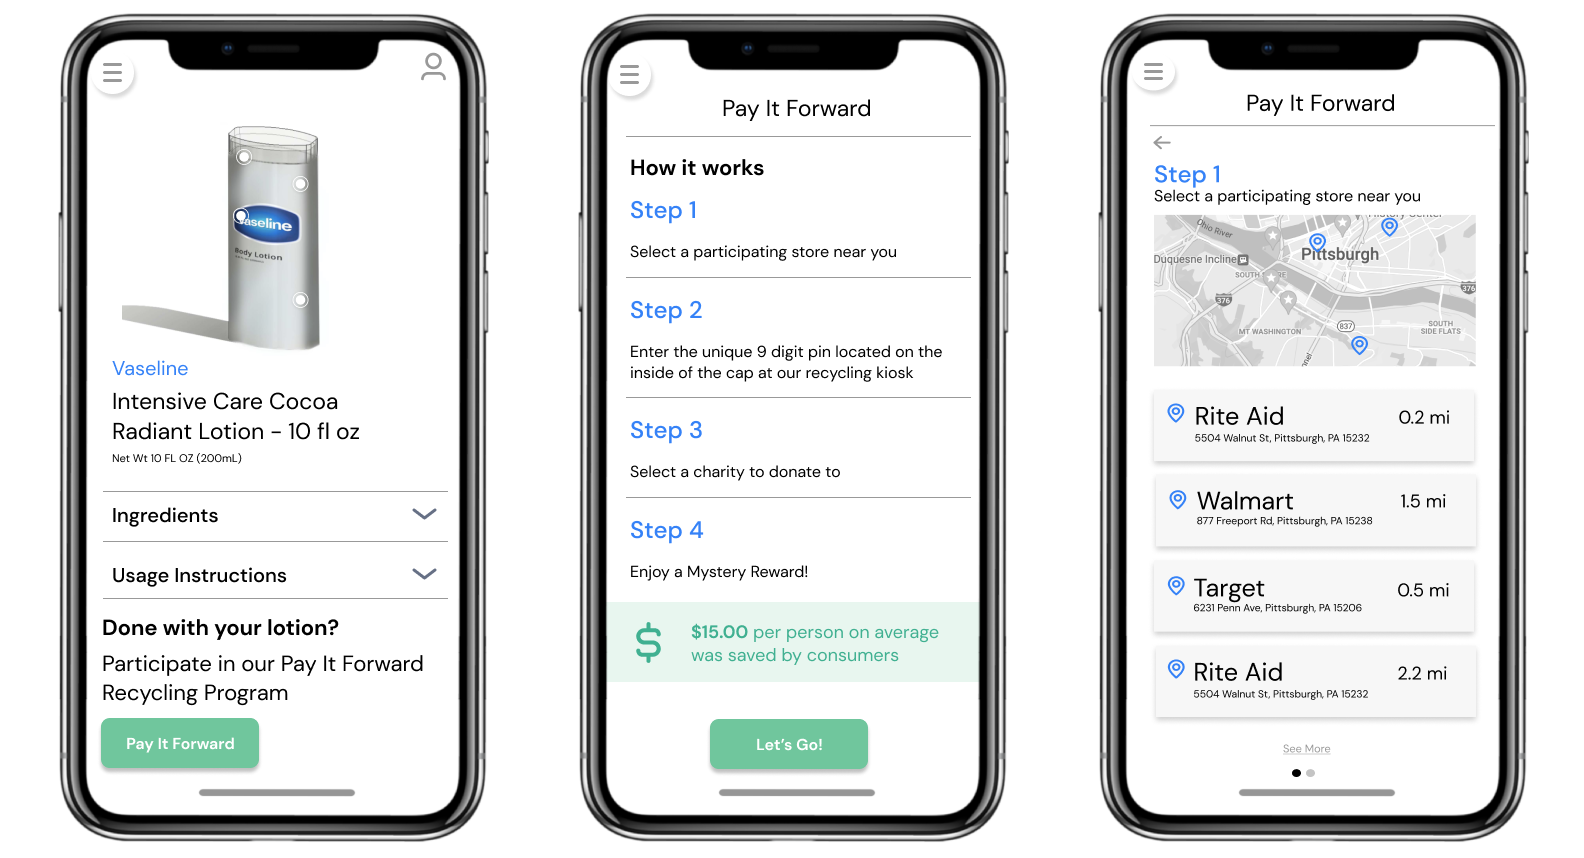 Vaseline
Body Lotion
Vaseline
Intensive Care Cocoa
Radiant Lotion - 10 fl oz
Net Wt 10 FL OZ (200mL)
Ingredients
Usage Instructions
Done with your lotion?
Participate in our Pay It Forward
Recycling Program
Pay It Forward
Pay It Forward
How it works
Step 1
Select a participating store near you
Step 2
Enter the unique 9 digit pin located on the
inside of the cap at our recycling kiosk
Step 3
Select a charity to donate to
Step 4
Enjoy a Mystery Reward!
$ $15.00 per person on average
was saved by consumers
Let's Go!
Pay It Forward
Step 1
Select a participating store near you
History Center
Ohio River
Pittsburgh
Duquesne Incline
SOUTH
376
376
MT WASHINGTON
837
SOUTH
SIDE FLATS
Rite Aid 0.2 mi
5504 Walnut St, Pittsburgh, PA 15232
Walmart 1.5 mi
877 Freeport Rd, Pittsburgh, PA 15238
Target 0.5 mi
6231 Penn Ave, Pittsburgh, PA 15206
Rite Aid 2.2 mi
5504 Walnut St, Pittsburgh, PA 15232
See More